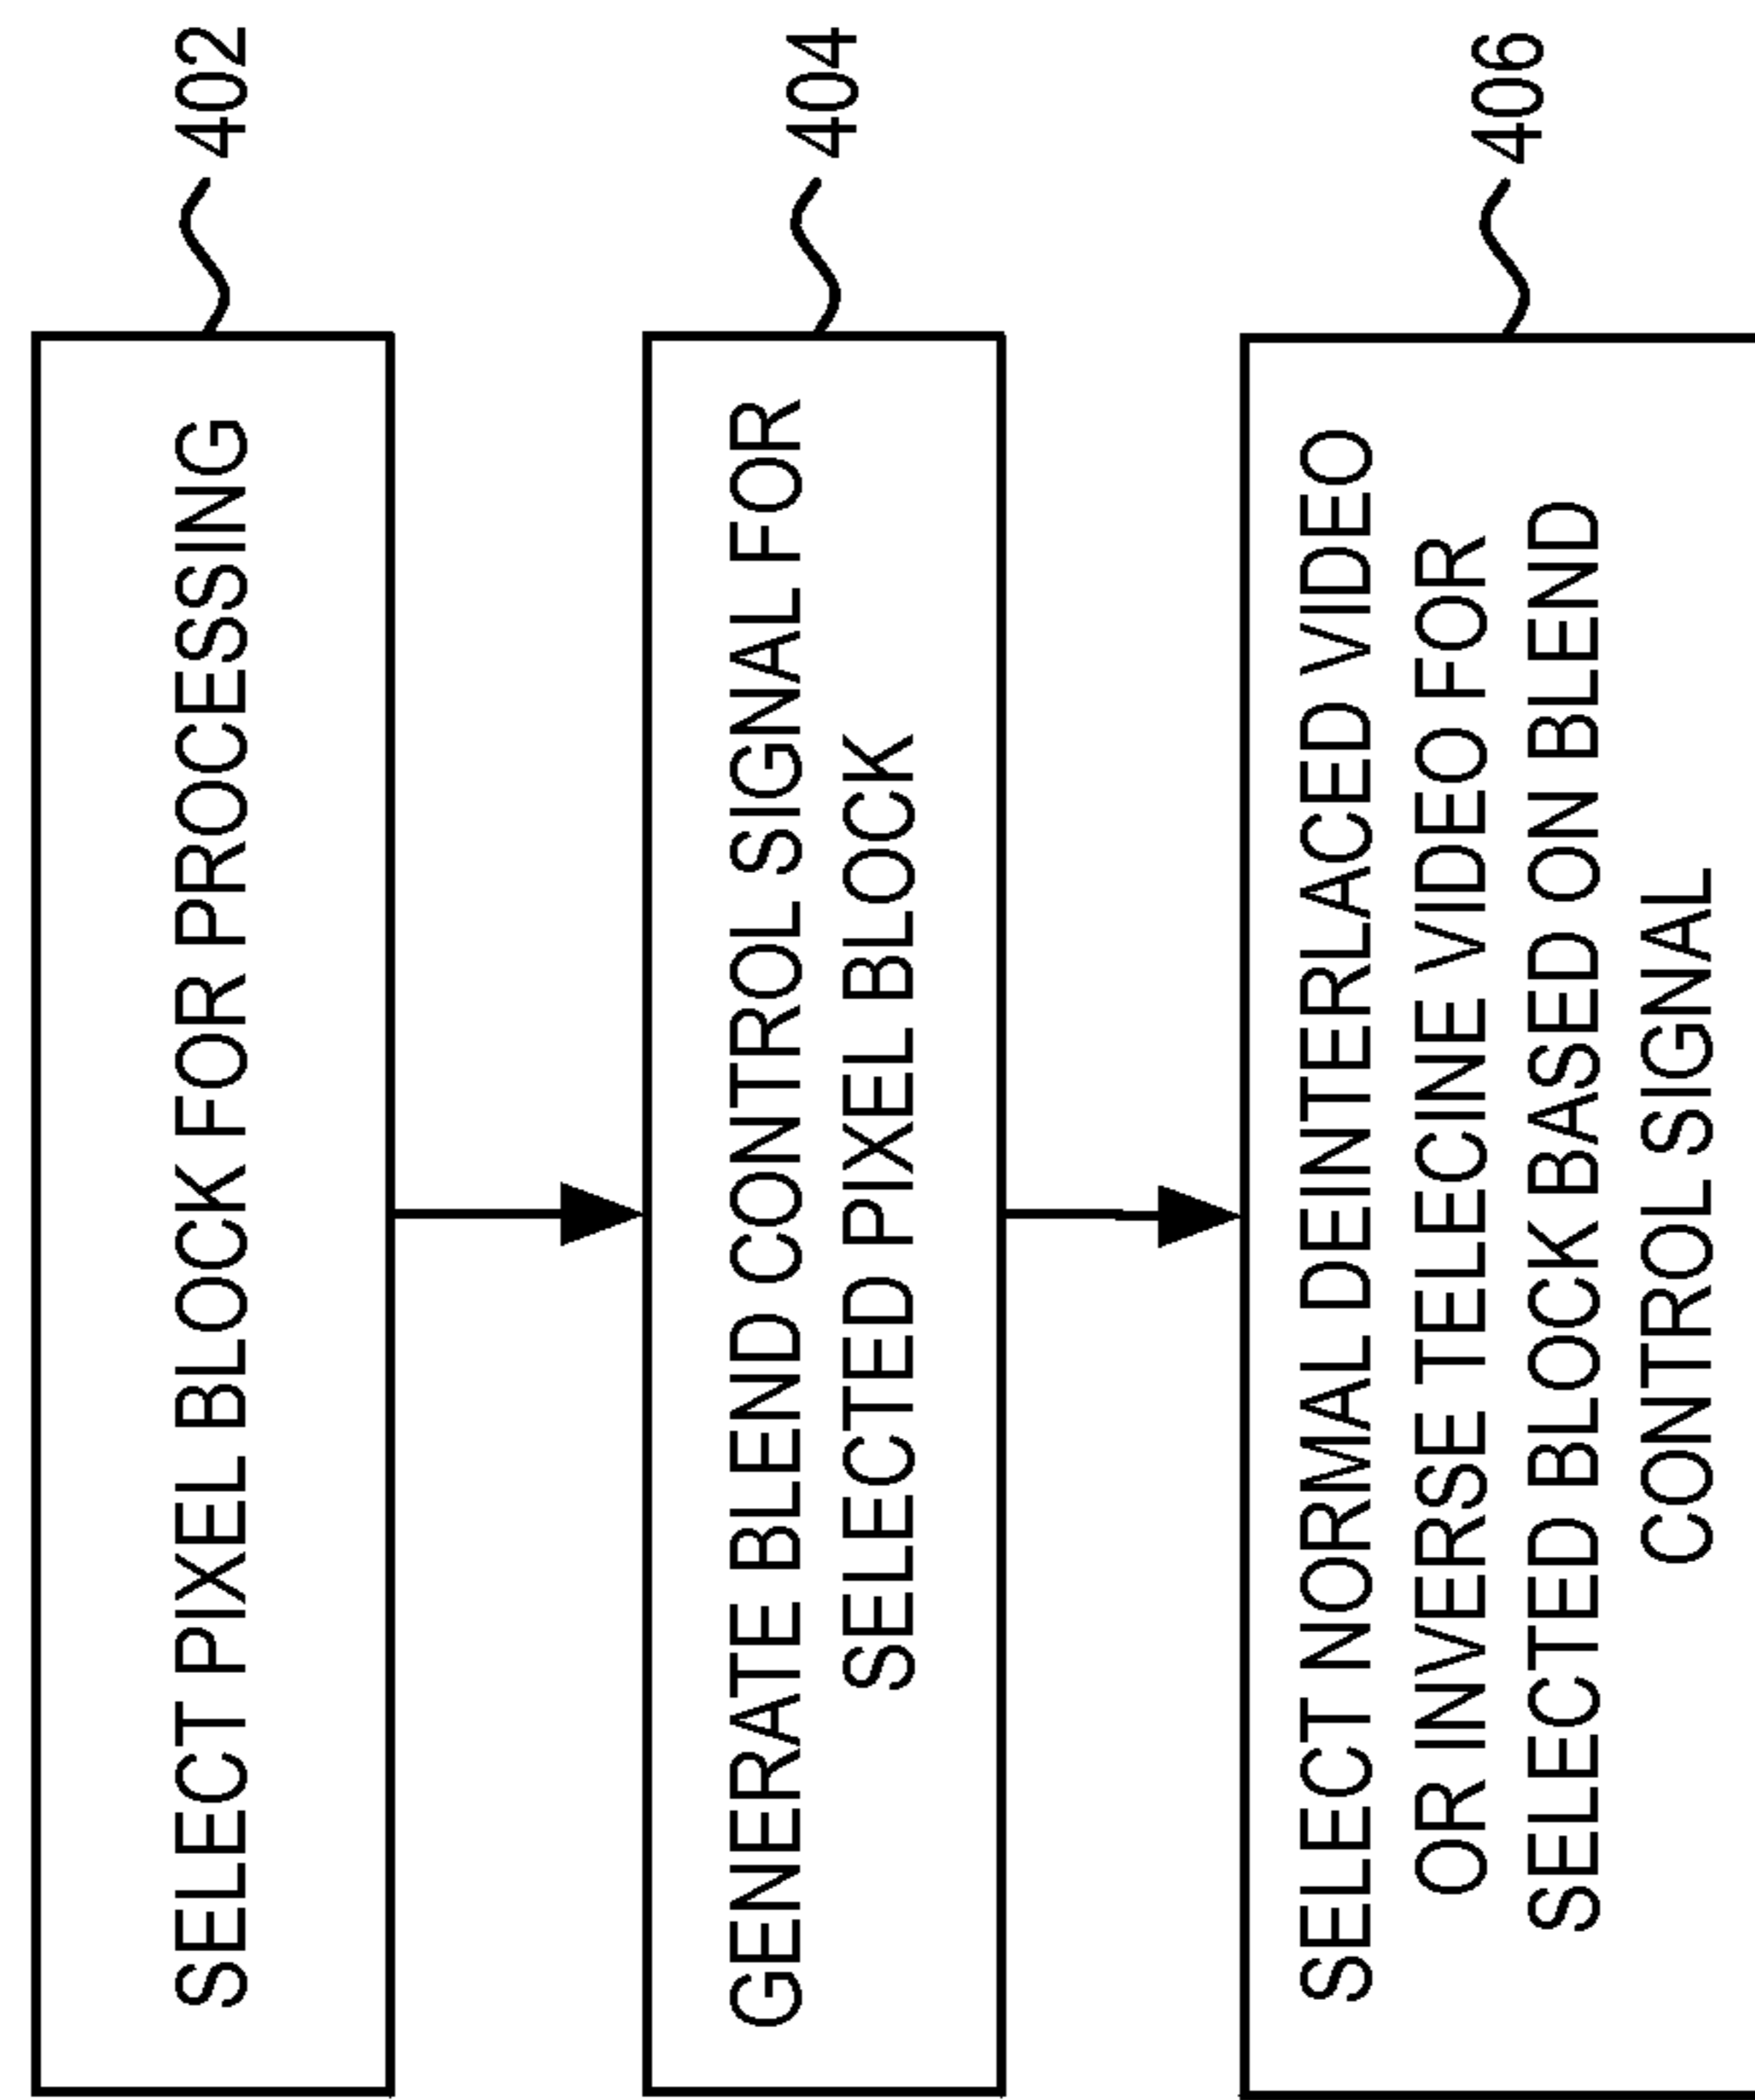 SELECT PIXEL BLOCK FOR PROCESSING
402
GENERATE BLEND CONTROL SIGNAL FOR
SELECTED PIXEL BLOCK
404
SELECT NORMAL DEINTERLACED VIDEO
OR INVERSE TELECINE VIDEO FOR
SELECTED BLOCK BASED ON BLEND
CONTROL SIGNAL
406